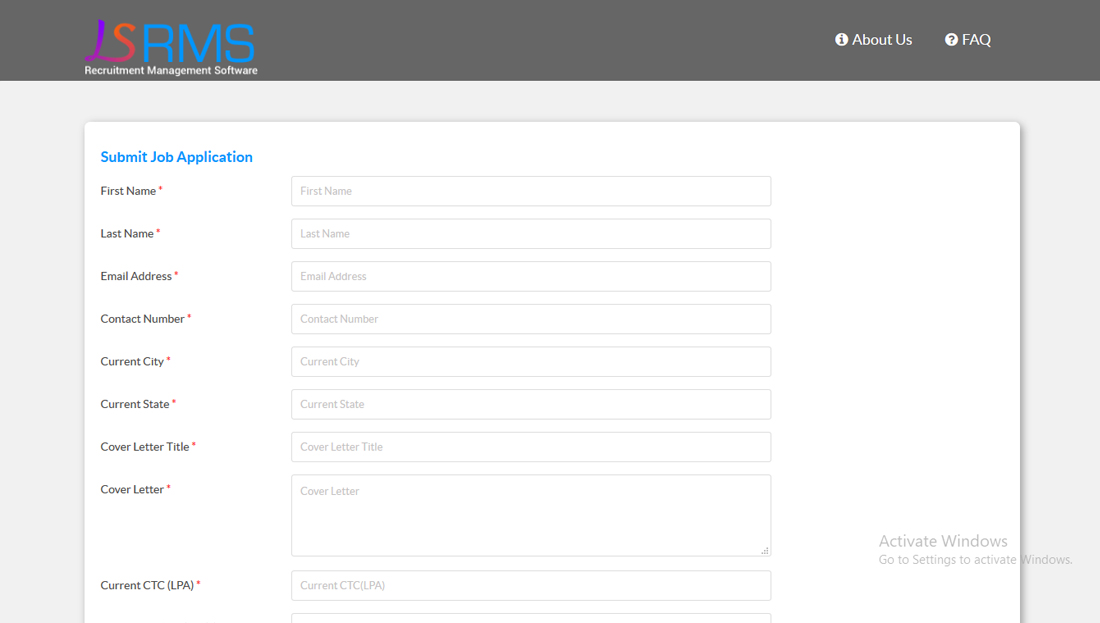 LSRMS
Recruitment Management Software
About Us
FAQ
Submit Job Application
First Name *
First Name
Last Name *
Last Name
Email Address *
Email Address
Contact Number *
Contact Number
Current City *
Current City
Current State *
Current State
Cover Letter Title *
Cover Letter Title
Cover Letter *
Cover Letter
Current CTC (LPA) *
Current CTC(LPA)
Activate Windows
Go to Settings to activate Windows.